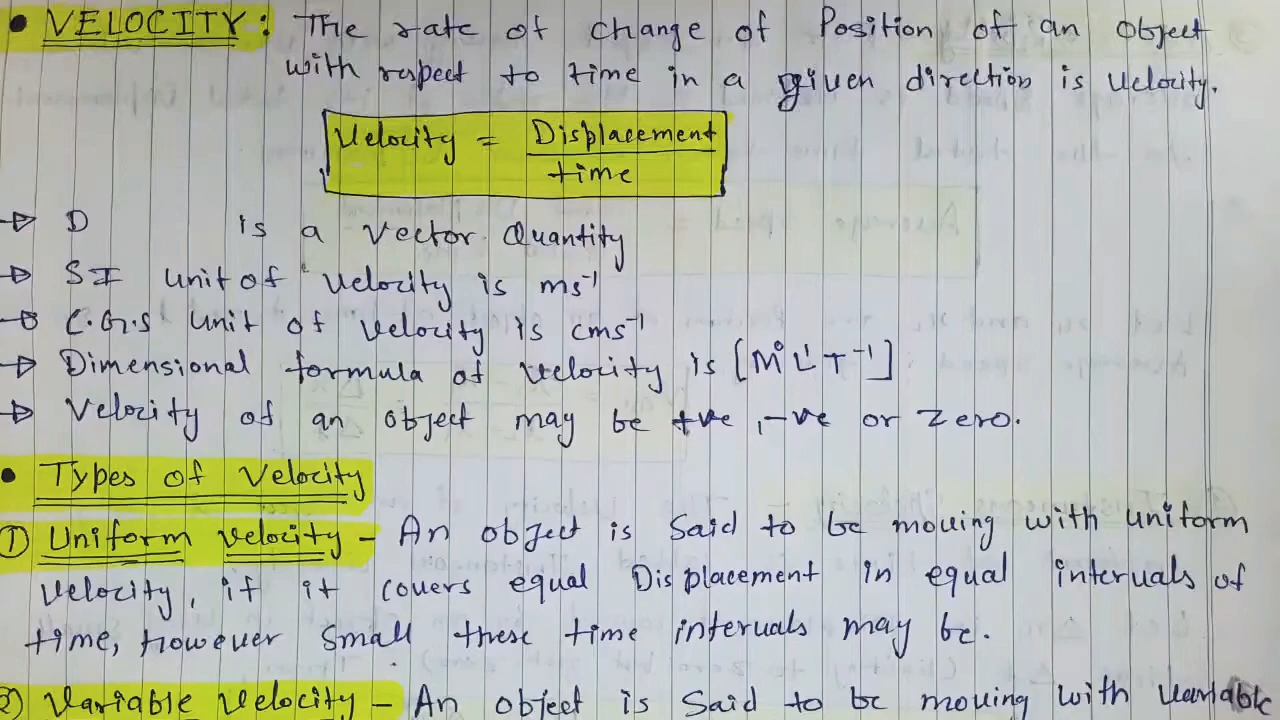 • VELOCITY: The rate of change of Position of an object
with respect to time in a given direction is velocity.
Velocity = Displacement
time
→ D is a vector Quantity
→ SI unit of velocity is ms⁻¹
→ C.G.S unit of velocity is cms⁻¹
→ Dimensional formula of velocity is [M⁰L¹T⁻¹]
→ Velocity of an object may be +ve, -ve or zero.
• Types of velocity
① Uniform velocity - An object is said to be moving with uniform
velocity, if it covers equal Displacement in equal intervals of
time, however small these time intervals may be.
② Variable velocity - An object is said to be moving with variable